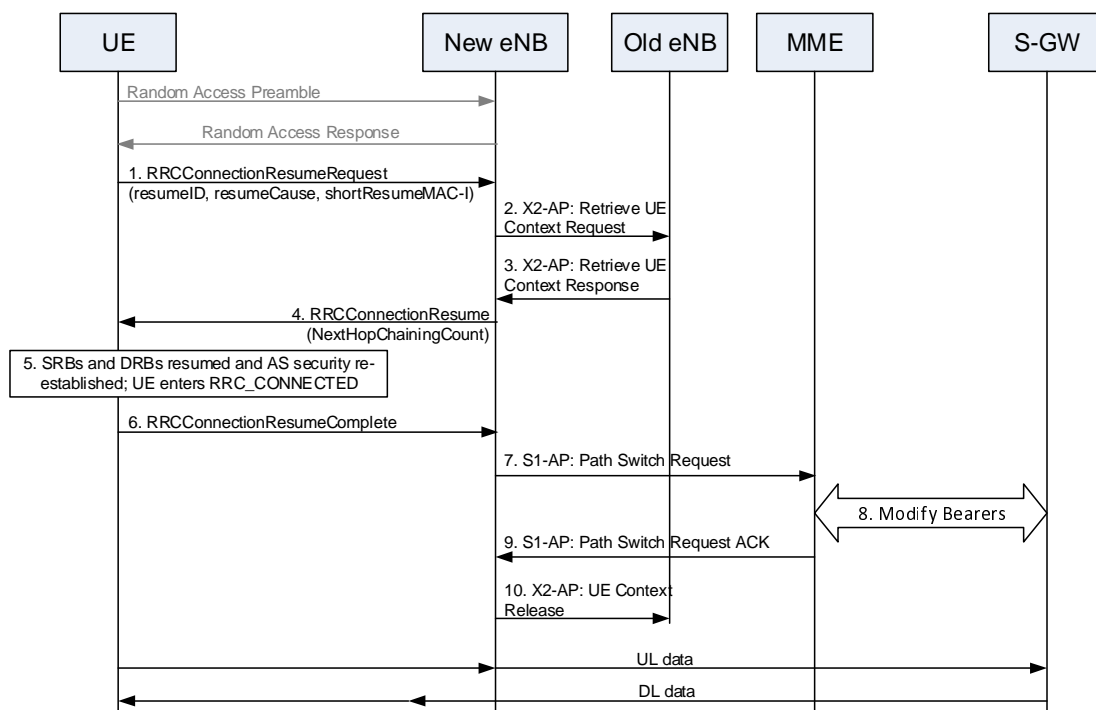 UE
New eNB
Old eNB
MME
S-GW
Random Access Preamble
Random Access Response
1. RRCConnectionResumeRequest
(resumeID, resumeCause, shortResumeMAC-I)
2. X2-AP: Retrieve UE
Context Request
3. X2-AP: Retrieve UE
Context Response
4. RRCConnectionResume
(NextHopChainingCount)
5. SRBs and DRBs resumed and AS security re-
established; UE enters RRC_CONNECTED
6. RRCConnectionResumeComplete
7. S1-AP: Path Switch Request
8. Modify Bearers
9. S1-AP: Path Switch Request ACK
10. X2-AP: UE Context
Release
UL data
DL data